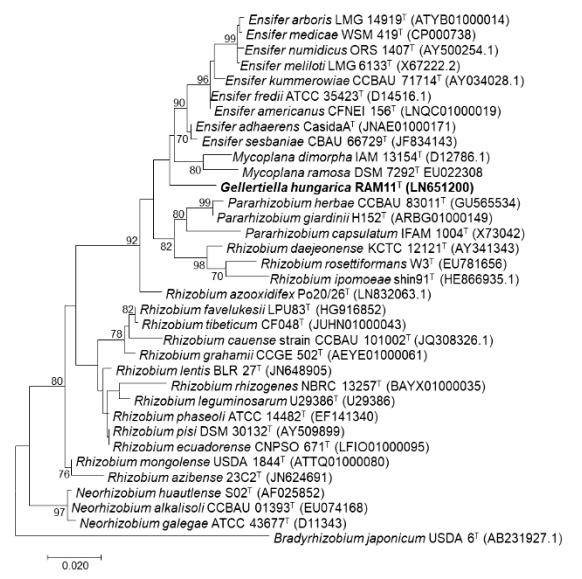 Ensifer arboris LMG 14919ᵀ (ATYB01000014)
Ensifer medicae WSM 419ᵀ (CP000738)
99
Ensifer numidicus ORS 1407ᵀ (AY500254.1)
Ensifer meliloti LMG 6133ᵀ (X67222.2)
96
Ensifer kummerowiae CCBAU 71714ᵀ (AY034028.1)
Ensifer fredii ATCC 35423ᵀ (D14516.1)
90
Ensifer americanus CFNEI 156ᵀ (LNQC01000019)
Ensifer adhaerens CasidaAᵀ (JNAE01000171)
70
Ensifer sesbaniae CBAU 66729ᵀ (JF834143)
Mycoplana dimorpha IAM 13154ᵀ (D12786.1)
80
Mycoplana ramosa DSM 7292ᵀ EU022308
Gellertiella hungarica RAM11ᵀ (LN651200)
99
Pararhizobium herbae CCBAU 83011ᵀ (GU565534)
80
Pararhizobium giardinii H152ᵀ (ARBG01000149)
Pararhizobium capsulatum IFAM 1004ᵀ (X73042)
92
82
Rhizobium daejeonense KCTC 12121ᵀ (AY341343)
98
Rhizobium rosettiformans W3ᵀ (EU781656)
70
Rhizobium ipomoeae shin91ᵀ (HE866935.1)
Rhizobium azooxidifex Po20/26ᵀ (LN832063.1)
82
Rhizobium favelukesii LPU83ᵀ (HG916852)
Rhizobium tibeticum CF048ᵀ (JUHN01000043)
78
Rhizobium cauense strain CCBAU 101002ᵀ (JQ308326.1)
Rhizobium grahamii CCGE 502ᵀ (AEYE01000061)
Rhizobium lentis BLR 27ᵀ (JN648905)
80
Rhizobium rhizogenes NBRC 13257ᵀ (BAYX01000035)
Rhizobium leguminosarum U29386ᵀ (U29386)
Rhizobium phaseoli ATCC 14482ᵀ (EF141340)
Rhizobium pisi DSM 30132ᵀ (AY509899)
Rhizobium ecuadorense CNPSO 671ᵀ (LFIO01000095)
Rhizobium mongolense USDA 1844ᵀ (ATTQ01000080)
76
Rhizobium azibense 23C2ᵀ (JN624691)
Neorhizobium huautlense S02ᵀ (AF025852)
97
Neorhizobium alkalisoli CCBAU 01393ᵀ (EU074168)
Neorhizobium galegae ATCC 43677ᵀ (D11343)
Bradyrhizobium japonicum USDA 6ᵀ (AB231927.1)
0.020